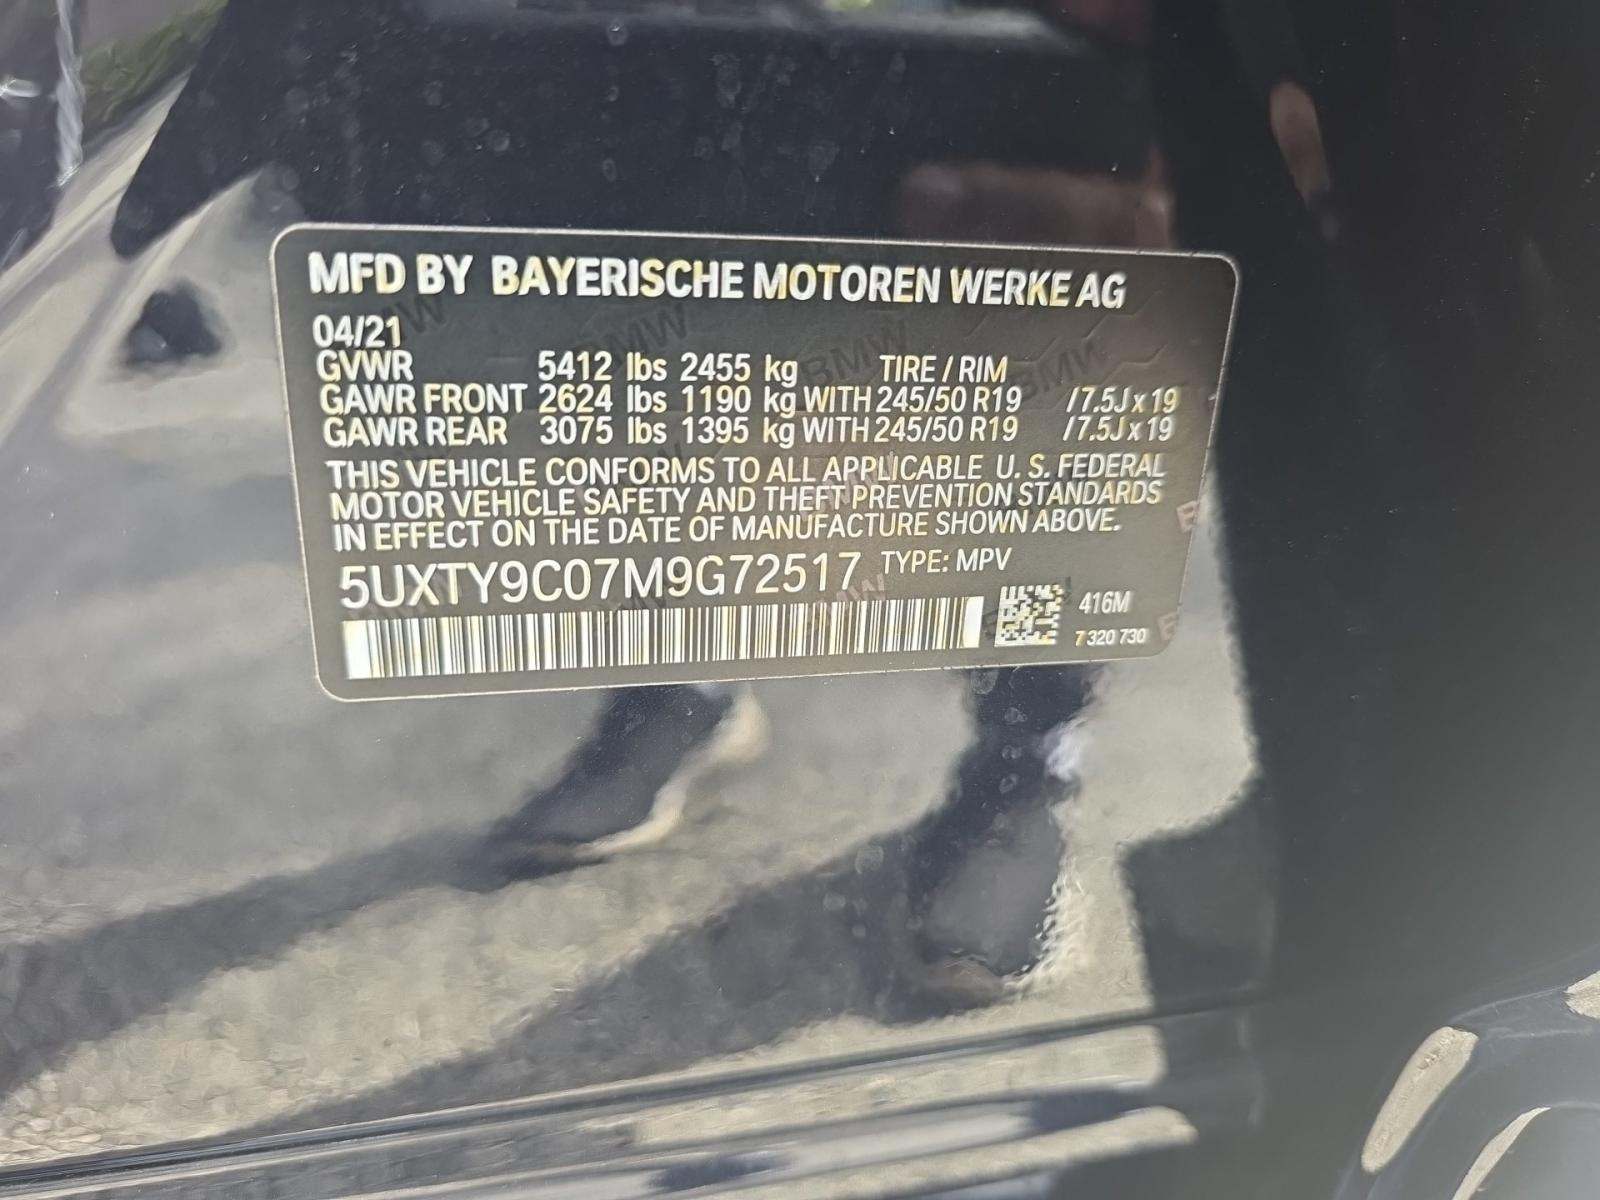 MFD BY BAYERISCHE MOTOREN WERKE AG
04/21
GVWR 5412 lbs 2455 kg TIRE / RIM
GAWR FRONT 2624 lbs 1190 kg WITH 245/50 R19 /7.5J x 19
GAWR REAR 3075 lbs 1395 kg WITH 245/50 R19 /7.5J x 19
THIS VEHICLE CONFORMS TO ALL APPLICABLE U. S. FEDERAL
MOTOR VEHICLE SAFETY AND THEFT PREVENTION STANDARDS
IN EFFECT ON THE DATE OF MANUFACTURE SHOWN ABOVE.
5UXTY9C07M9G72517 TYPE: MPV
416M
7 320 730